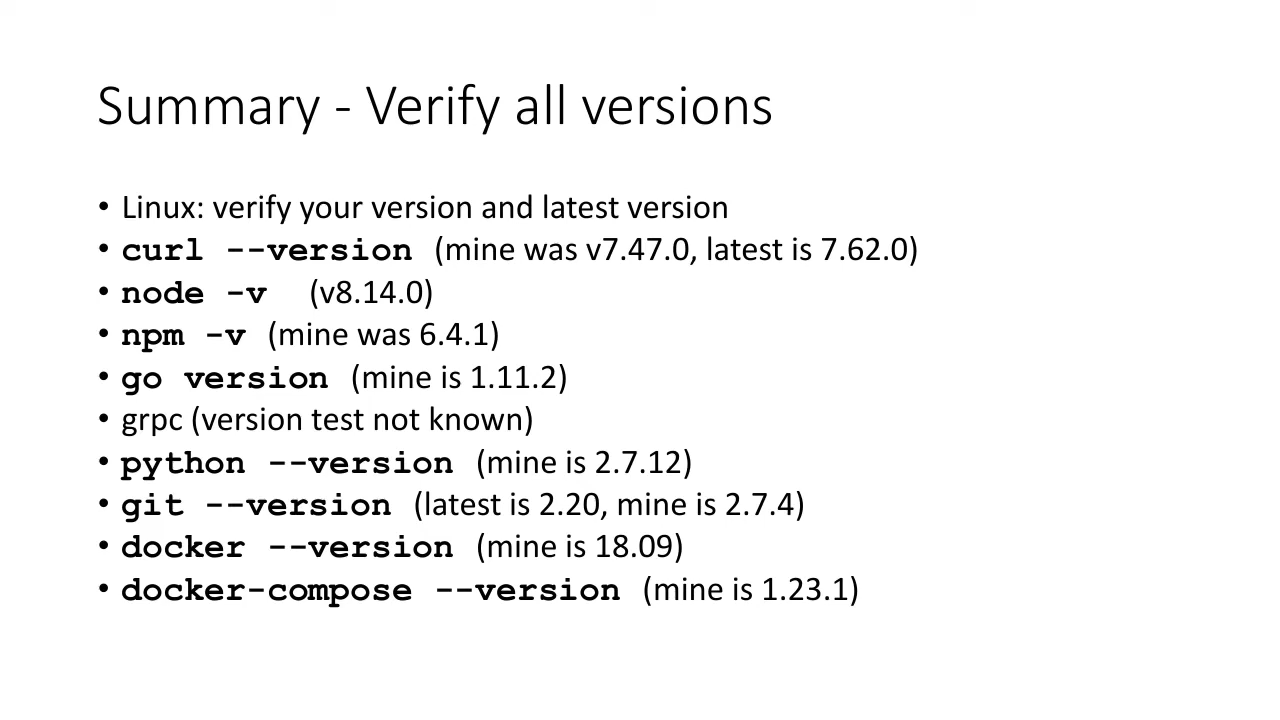 Summary - Verify all versions
• Linux: verify your version and latest version
• curl --version (mine was v7.47.0, latest is 7.62.0)
• node -v (v8.14.0)
• npm -v (mine was 6.4.1)
• go version (mine is 1.11.2)
• grpc (version test not known)
• python --version (mine is 2.7.12)
• git --version (latest is 2.20, mine is 2.7.4)
• docker --version (mine is 18.09)
• docker-compose --version (mine is 1.23.1)